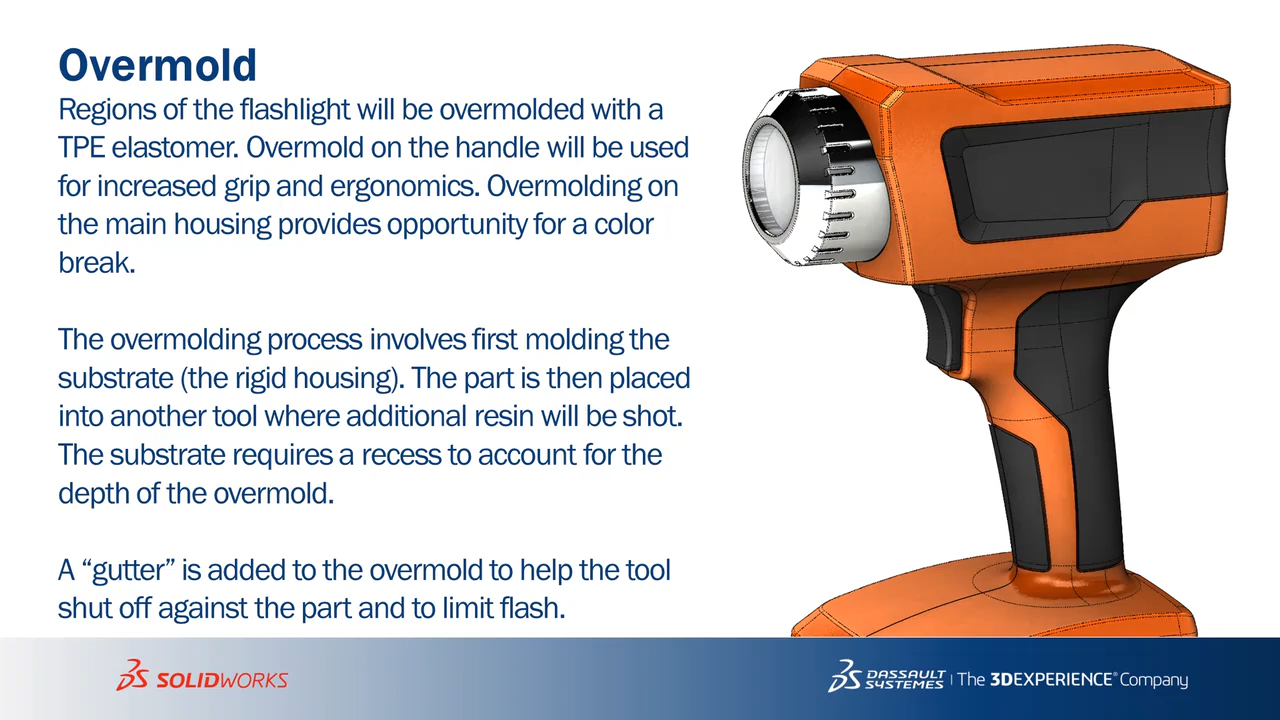 Overmold
Regions of the flashlight will be overmolded with a
TPE elastomer. Overmold on the handle will be used
for increased grip and ergonomics. Overmolding on
the main housing provides opportunity for a color
break.
The overmolding process involves first molding the
substrate (the rigid housing). The part is then placed
into another tool where additional resin will be shot.
The substrate requires a recess to account for the
depth of the overmold.
A “gutter” is added to the overmold to help the tool
shut off against the part and to limit flash.
SOLIDWORKS
DASSAULT SYSTEMES | The 3DEXPERIENCE® Company